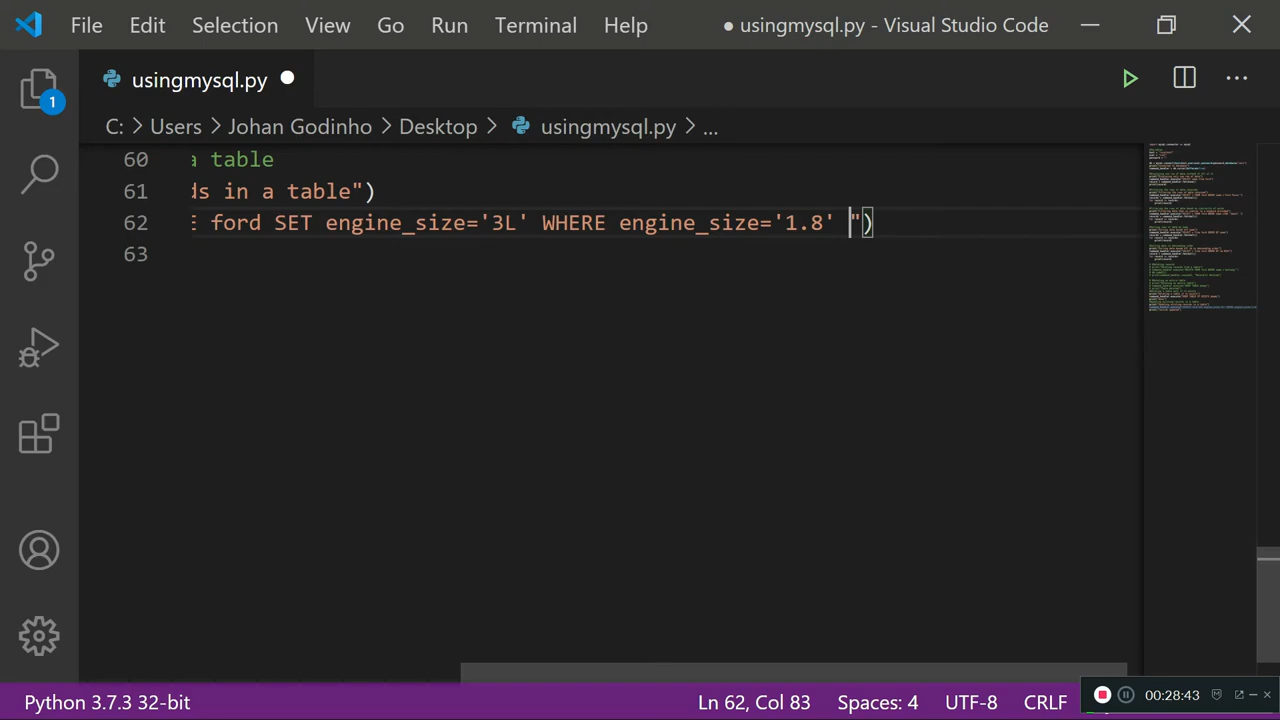 File Edit Selection View Go Run Terminal Help ● usingmysql.py - Visual Studio Code
usingmysql.py
C: > Users > Johan Godinho > Desktop > usingmysql.py > ...
1
60 a table
61 ds in a table")
62 E ford SET engine_size='3L' WHERE engine_size='1.8' ")
63
Python 3.7.3 32-bit Ln 62, Col 83 Spaces: 4 UTF-8 CRLF 00:28:43